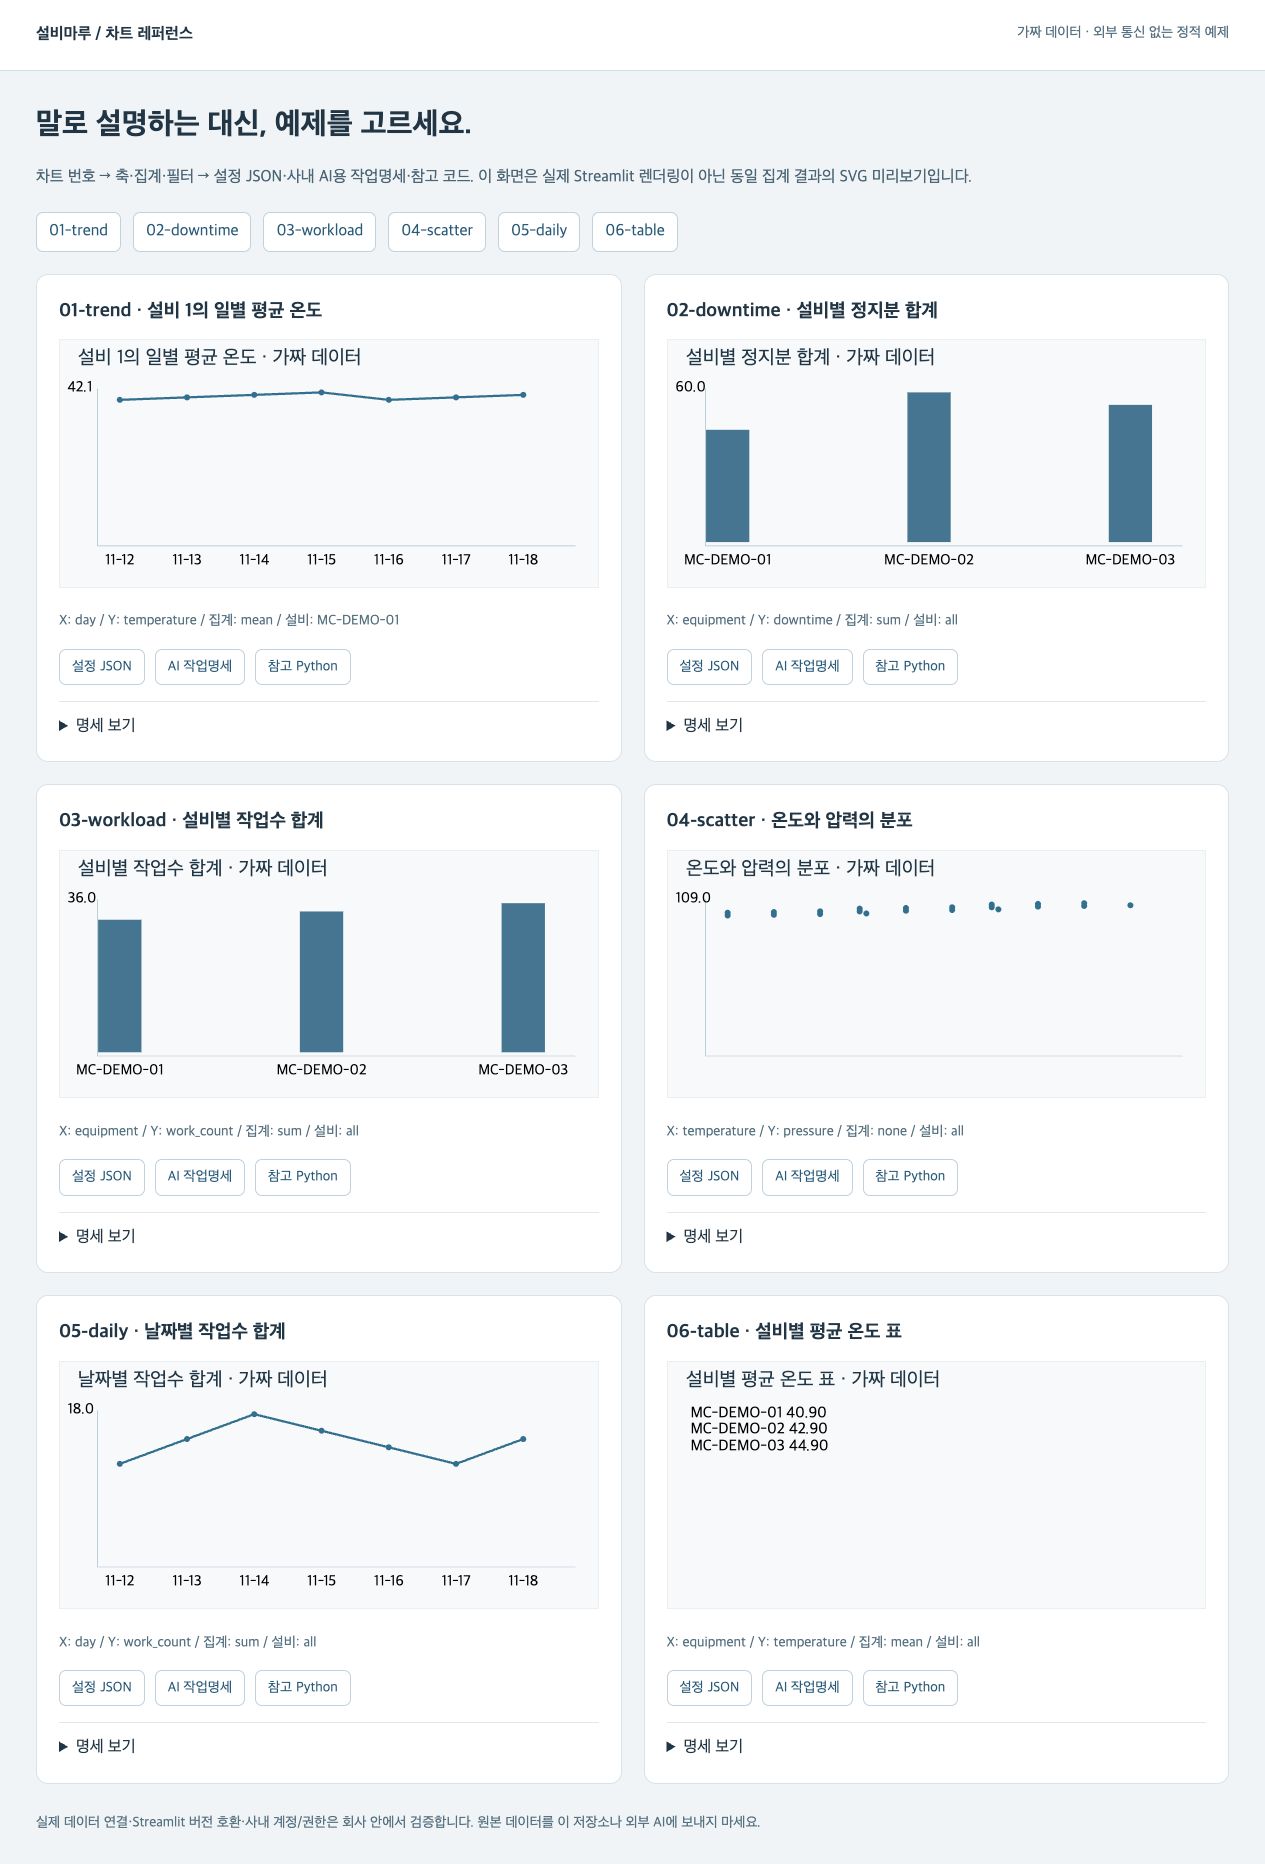 설비마루 / 차트 레퍼런스
가짜 데이터 · 외부 통신 없는 정적 예제
말로 설명하는 대신, 예제를 고르세요.
차트 번호 → 축·집계·필터 → 설정 JSON·사내 AI용 작업명세·참고 코드. 이 화면은 실제 Streamlit 렌더링이 아닌 동일 집계 결과의 SVG 미리보기입니다.
01-trend
02-downtime
03-workload
04-scatter
05-daily
06-table
01-trend · 설비 1의 일별 평균 온도
설비 1의 일별 평균 온도 · 가짜 데이터
42.1
11-12 11-13 11-14 11-15 11-16 11-17 11-18
X: day / Y: temperature / 집계: mean / 설비: MC-DEMO-01
설정 JSON
AI 작업명세
참고 Python
▶ 명세 보기
02-downtime · 설비별 정지분 합계
설비별 정지분 합계 · 가짜 데이터
60.0
MC-DEMO-01 MC-DEMO-02 MC-DEMO-03
X: equipment / Y: downtime / 집계: sum / 설비: all
설정 JSON
AI 작업명세
참고 Python
▶ 명세 보기
03-workload · 설비별 작업수 합계
설비별 작업수 합계 · 가짜 데이터
36.0
MC-DEMO-01 MC-DEMO-02 MC-DEMO-03
X: equipment / Y: work_count / 집계: sum / 설비: all
설정 JSON
AI 작업명세
참고 Python
▶ 명세 보기
04-scatter · 온도와 압력의 분포
온도와 압력의 분포 · 가짜 데이터
109.0
X: temperature / Y: pressure / 집계: none / 설비: all
설정 JSON
AI 작업명세
참고 Python
▶ 명세 보기
05-daily · 날짜별 작업수 합계
날짜별 작업수 합계 · 가짜 데이터
18.0
11-12 11-13 11-14 11-15 11-16 11-17 11-18
X: day / Y: work_count / 집계: sum / 설비: all
설정 JSON
AI 작업명세
참고 Python
▶ 명세 보기
06-table · 설비별 평균 온도 표
설비별 평균 온도 표 · 가짜 데이터
MC-DEMO-01 40.90
MC-DEMO-02 42.90
MC-DEMO-03 44.90
X: equipment / Y: temperature / 집계: mean / 설비: all
설정 JSON
AI 작업명세
참고 Python
▶ 명세 보기
실제 데이터 연결·Streamlit 버전 호환·사내 계정/권한은 회사 안에서 검증합니다. 원본 데이터를 이 저장소나 외부 AI에 보내지 마세요.